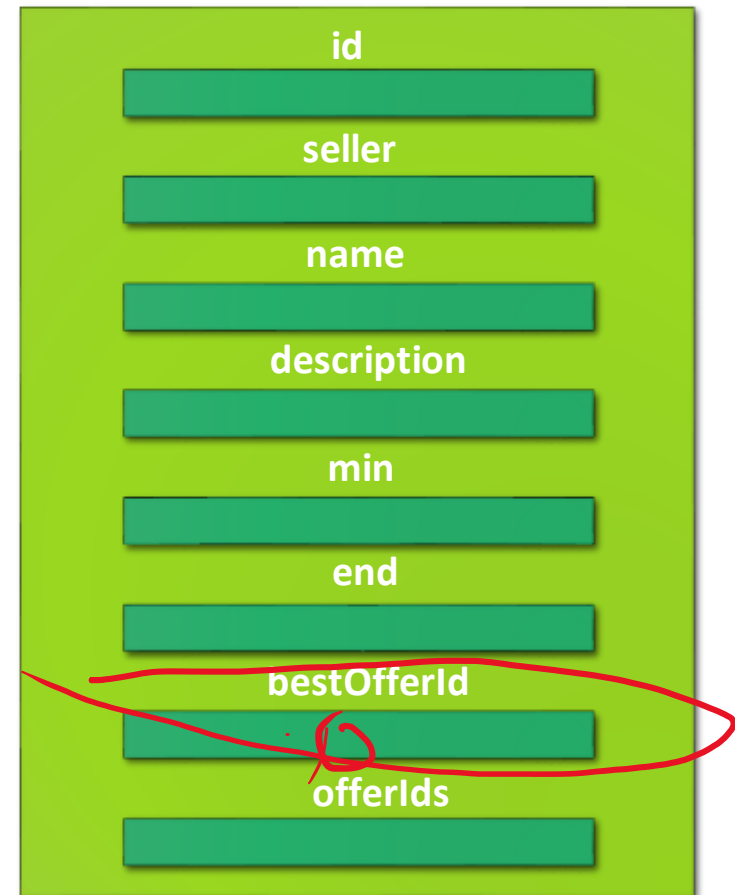 id
seller
name
description
min
end
bestOfferId
offerIds